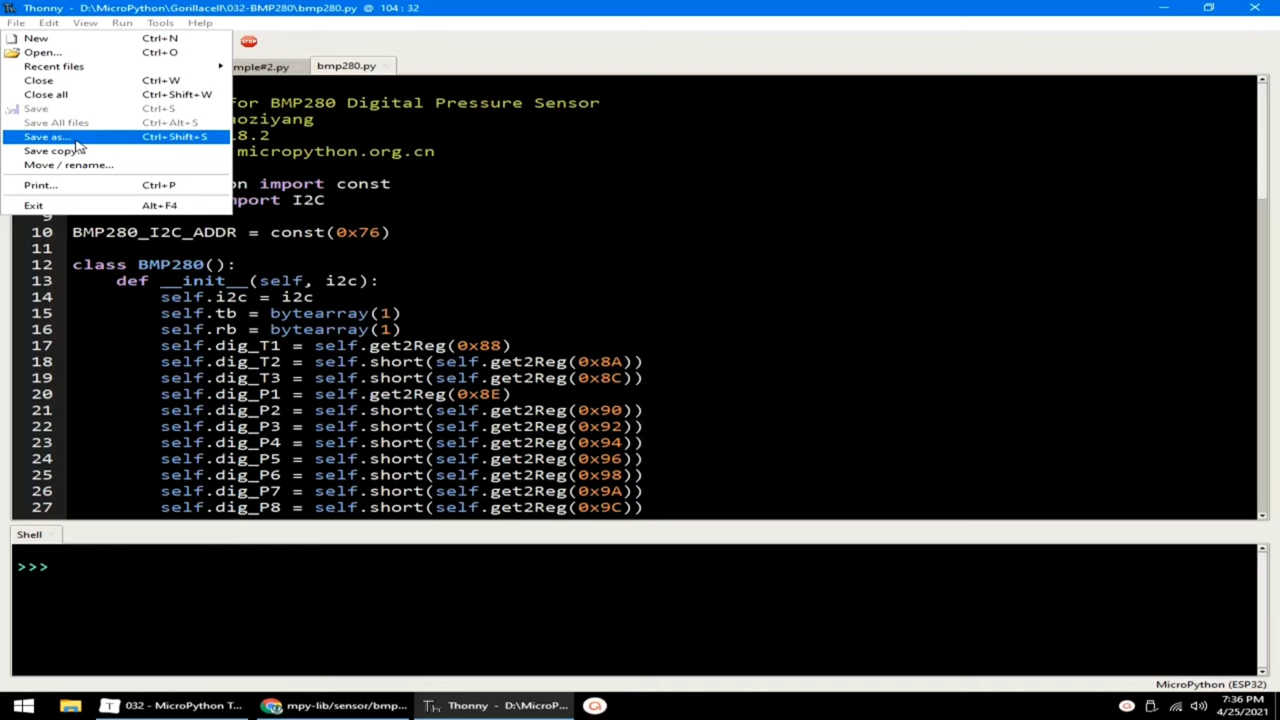 Thonny - D:\MicroPython\Gorillacell\032-BMP280\bmp280.py @ 104 : 32
File Edit View Run Tools Help
New Ctrl+N
Open... Ctrl+O
Recent files
Close Ctrl+W
Close all Ctrl+Shift+W
Save Ctrl+S
Save All files Ctrl+Alt+S
Save as... Ctrl+Shift+S
Save copy...
Move / rename...
Print... Ctrl+P
Exit Alt+F4
STOP
mple#2.py bmp280.py
for BMP280 Digital Pressure Sensor
aoziyang
8.2
micropython.org.cn
n import const
mport I2C
9
10 BMP280_I2C_ADDR = const(0x76)
11
12 class BMP280():
13 def __init__(self, i2c):
14 self.i2c = i2c
15 self.tb = bytearray(1)
16 self.rb = bytearray(1)
17 self.dig_T1 = self.get2Reg(0x88)
18 self.dig_T2 = self.short(self.get2Reg(0x8A))
19 self.dig_T3 = self.short(self.get2Reg(0x8C))
20 self.dig_P1 = self.get2Reg(0x8E)
21 self.dig_P2 = self.short(self.get2Reg(0x90))
22 self.dig_P3 = self.short(self.get2Reg(0x92))
23 self.dig_P4 = self.short(self.get2Reg(0x94))
24 self.dig_P5 = self.short(self.get2Reg(0x96))
25 self.dig_P6 = self.short(self.get2Reg(0x98))
26 self.dig_P7 = self.short(self.get2Reg(0x9A))
27 self.dig_P8 = self.short(self.get2Reg(0x9C))
Shell
>>>
MicroPython (ESP32)
032 - MicroPython T... mpy-lib/sensor/bmp... Thonny - D:\MicroP...
7:36 PM
4/25/2021